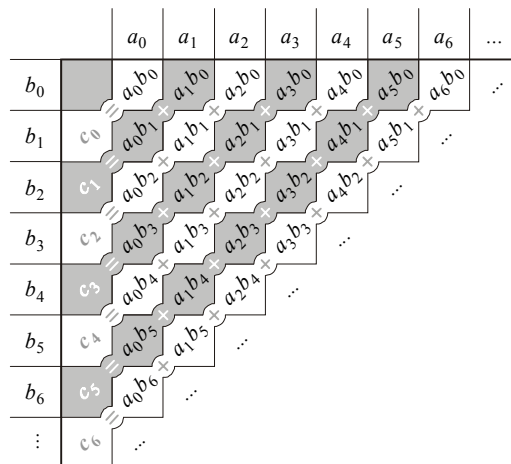 a₀ a₁ a₂ a₃ a₄ a₅ a₆ ...
b₀ a₀b₀ a₁b₀ a₂b₀ a₃b₀ a₄b₀ a₅b₀ a₆b₀ ...
b₁ c₀ = a₀b₁ × a₁b₁ × a₂b₁ × a₃b₁ × a₄b₁ × a₅b₁ × ...
b₂ c₁ = a₀b₂ × a₁b₂ × a₂b₂ × a₃b₂ × a₄b₂ × ...
b₃ c₂ = a₀b₃ × a₁b₃ × a₂b₃ × a₃b₃ × ...
b₄ c₃ = a₀b₄ × a₁b₄ × a₂b₄ × ...
b₅ c₄ = a₀b₅ × a₁b₅ × ...
b₆ c₅ = a₀b₆ × ...
⋮ c₆ = ...